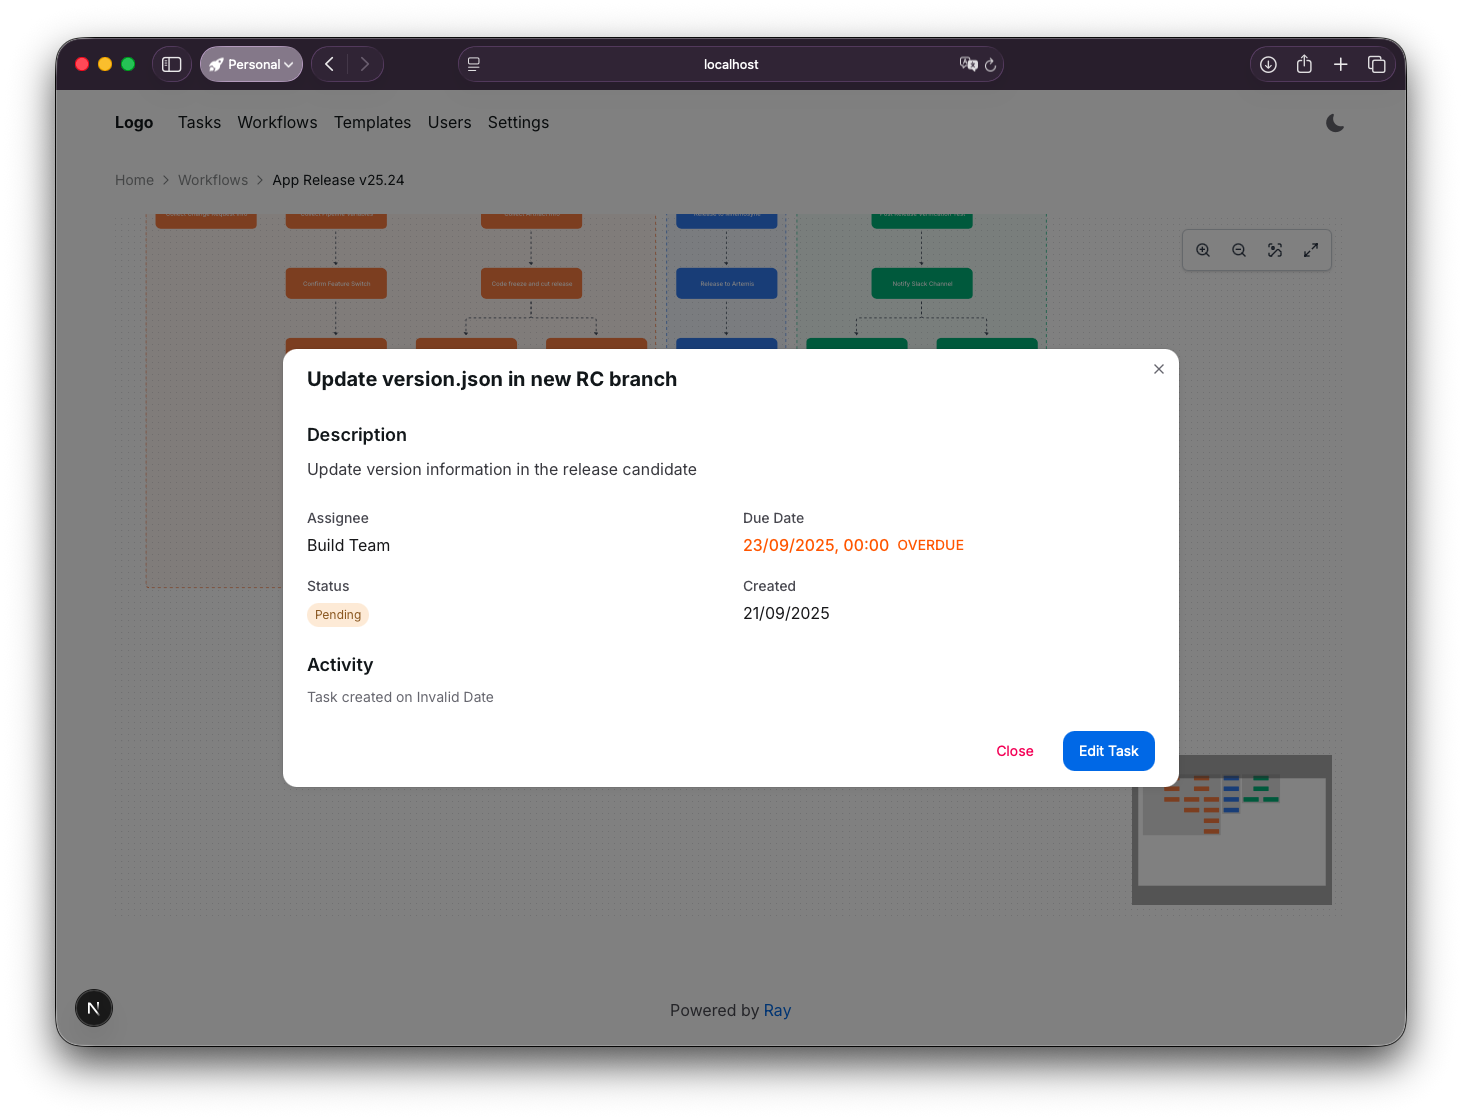 Personal
localhost
Logo Tasks Workflows Templates Users Settings
Home > Workflows > App Release v25.24
Confirm Feature Switch
Code freeze and cut release
Release to Artemis
Notify Slack Channel
Update version.json in new RC branch
Description
Update version information in the release candidate
Assignee
Due Date
Build Team
23/09/2025, 00:00 OVERDUE
Status
Created
Pending
21/09/2025
Activity
Task created on Invalid Date
Close
Edit Task
N
Powered by Ray